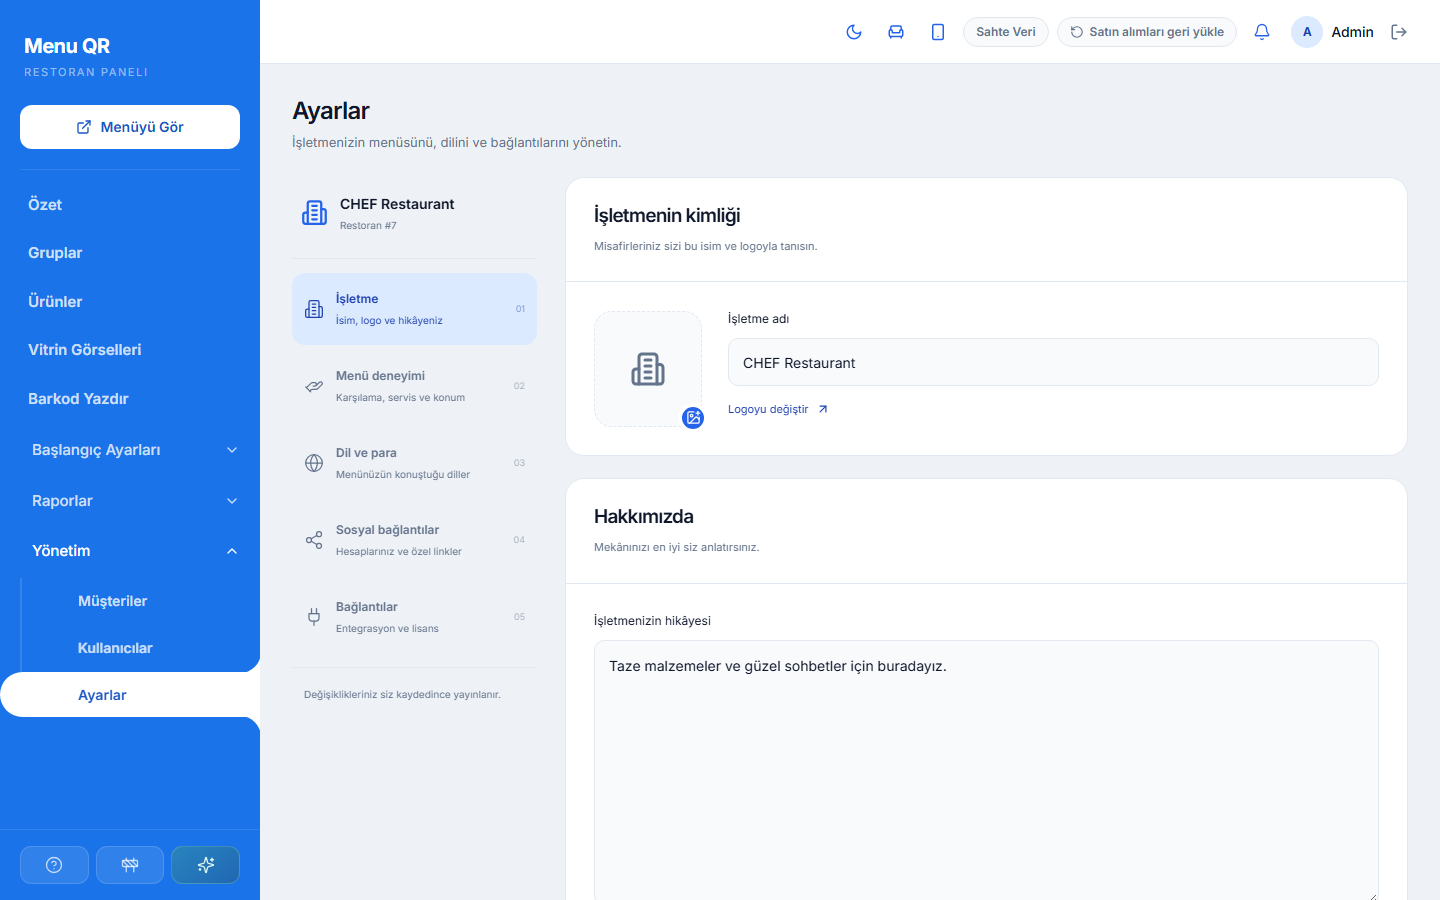 Menu QR
RESTORAN PANELİ
Menüyü Gör
Özet
Gruplar
Ürünler
Vitrin Görselleri
Barkod Yazdır
Başlangıç Ayarları
Raporlar
Yönetim
Müşteriler
Kullanıcılar
Ayarlar
Sahte Veri
Satın alımları geri yükle
A
Admin
Ayarlar
İşletmenizin menüsünü, dilini ve bağlantılarını yönetin.
CHEF Restaurant
Restoran #7
İşletme
İsim, logo ve hikâyeniz
01
Menü deneyimi
Karşılama, servis ve konum
02
Dil ve para
Menünüzün konuştuğu diller
03
Sosyal bağlantılar
Hesaplarınız ve özel linkler
04
Bağlantılar
Entegrasyon ve lisans
05
Değişiklikleriniz siz kaydedince yayınlanır.
İşletmenin kimliği
Misafirleriniz sizi bu isim ve logoyla tanısın.
İşletme adı
CHEF Restaurant
Logoyu değiştir
Hakkımızda
Mekânınızı en iyi siz anlatırsınız.
İşletmenizin hikâyesi
Taze malzemeler ve güzel sohbetler için buradayız.